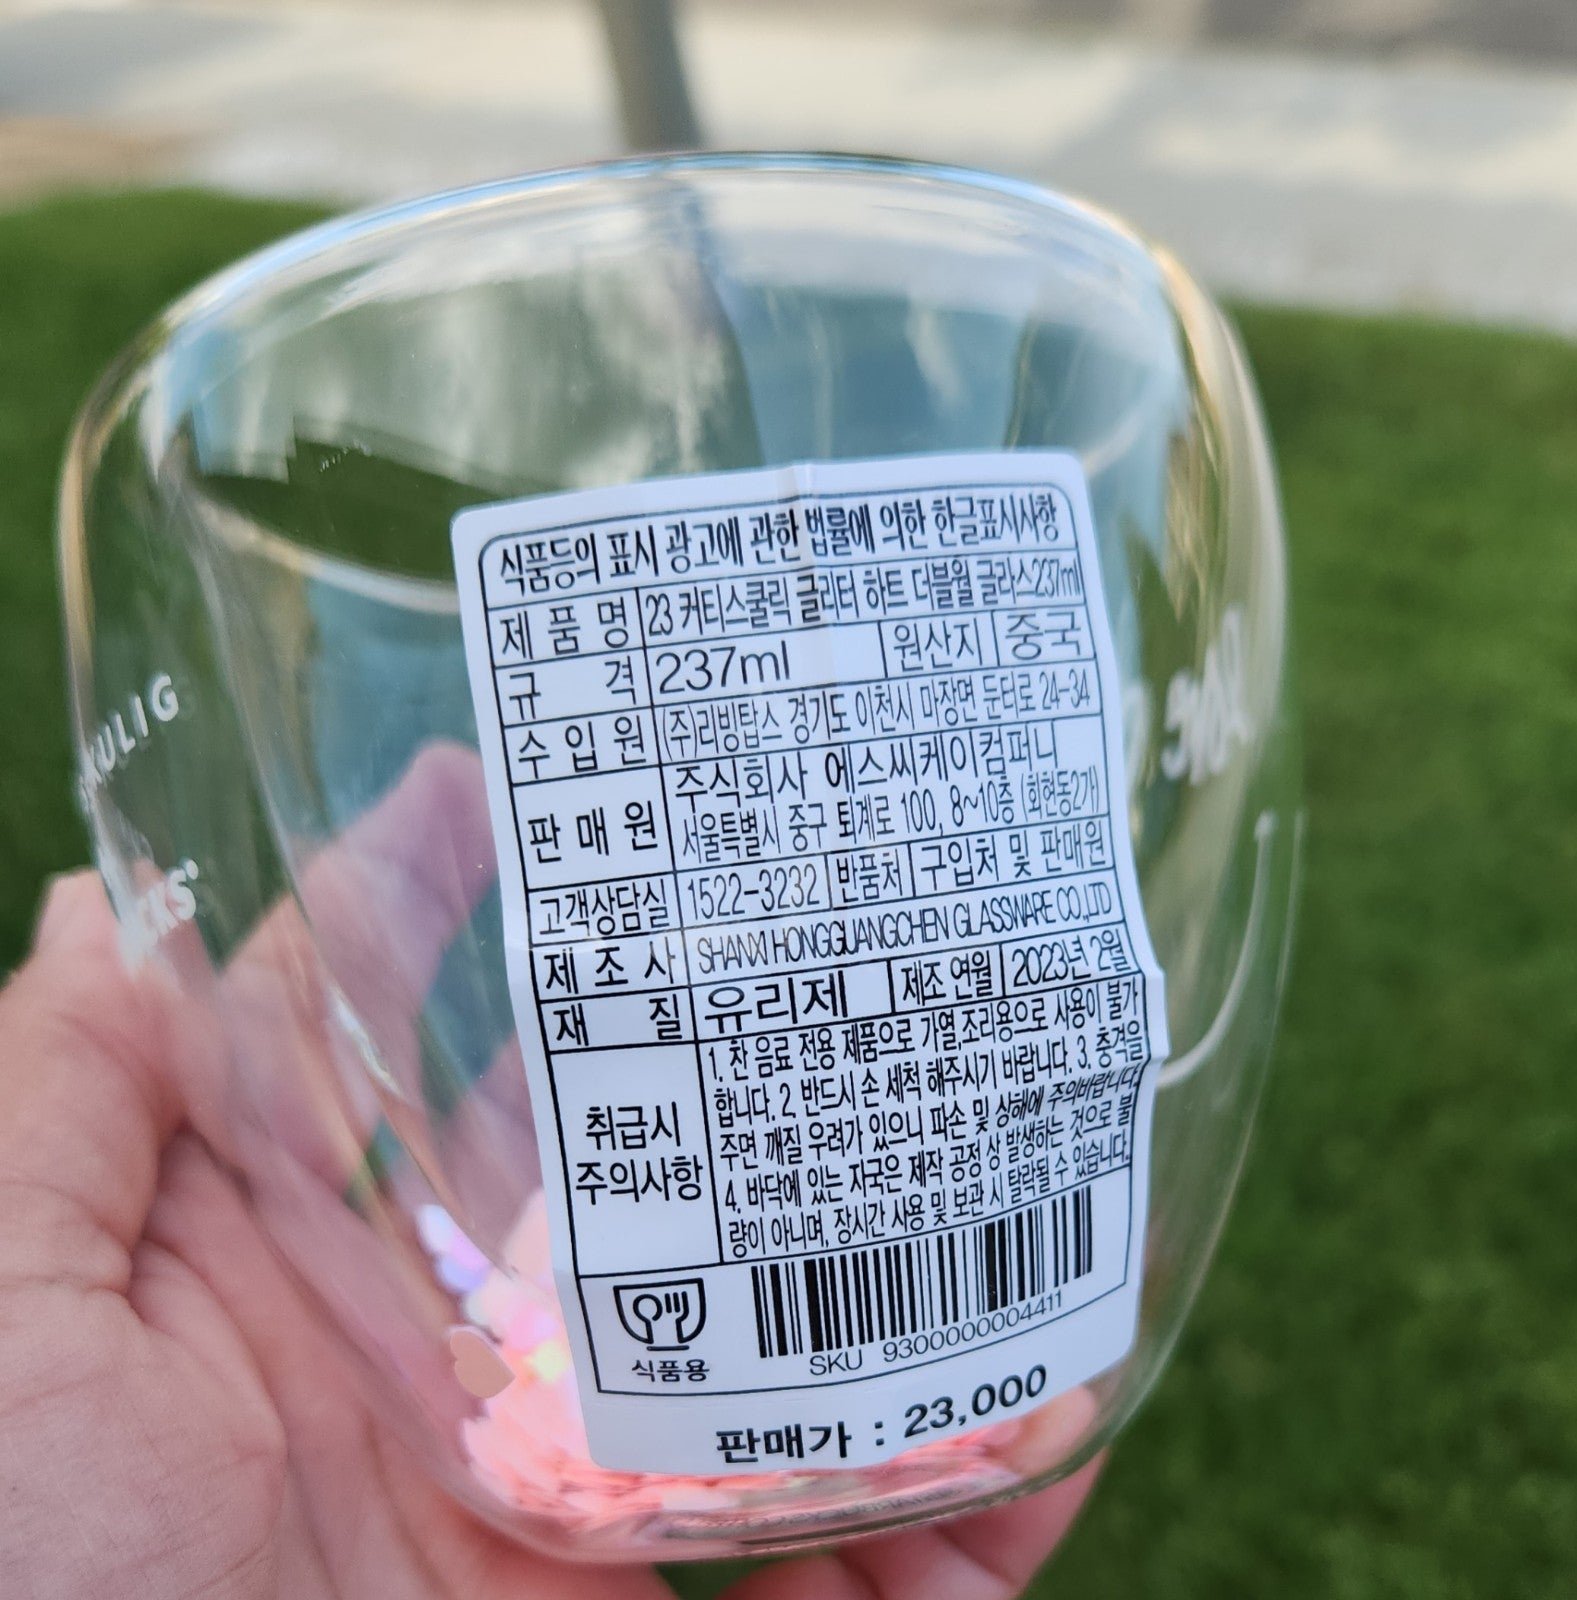 식품등의 표시 광고에 관한 법률에 의한 한글표시사항
제품명 23 커티스쿨릭 글리터 하트 더블월 글라스237ml
규격 237ml 원산지 중국
수입원 (주)리빙탑스 경기도 이천시 마장면 둔터로 24-34
판매원 주식회사 에스씨케이컴퍼니
서울특별시 중구 퇴계로 100, 8~10층 (회현동2가)
고객상담실 1522-3232 반품처 구입처 및 판매원
제조사 SHANXI HONGGUANGCHEN GLASSWARE CO.,LTD
재질 유리제 제조 연월 2023년 2월
취급시 주의사항
1. 찬 음료 전용 제품으로 가열,조리용으로 사용이 불가
합니다. 2. 반드시 손 세척 해주시기 바랍니다. 3. 충격을
주면 깨질 우려가 있으니 파손 및 상해에 주의바랍니다.
4. 바닥에 있는 자국은 제작 공정 상 발생하는 것으로 불
량이 아니며, 장시간 사용 및 보관 시 탈락될 수 있습니다.
식품용
SKU 9300000004411
판매가 : 23,000
KULIG
CKS